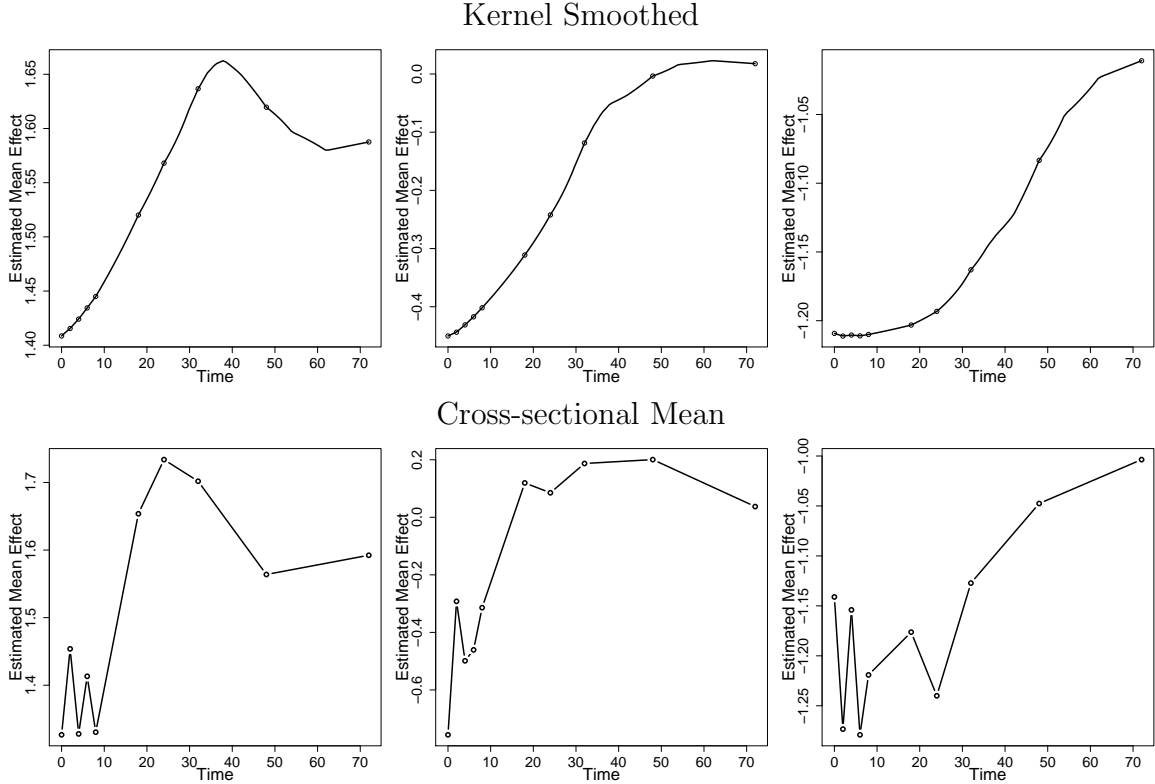 Kernel Smoothed
Estimated Mean Effect
1.40 1.45 1.50 1.55 1.60 1.65
0 10 20 30 40 50 60 70
Time
Estimated Mean Effect
−0.4 −0.3 −0.2 −0.1 0.0
0 10 20 30 40 50 60 70
Time
Estimated Mean Effect
−1.20 −1.15 −1.10 −1.05
0 10 20 30 40 50 60 70
Time
Cross-sectional Mean
Estimated Mean Effect
1.4 1.5 1.6 1.7
0 10 20 30 40 50 60 70
Time
Estimated Mean Effect
−0.6 −0.4 −0.2 0.0 0.2
0 10 20 30 40 50 60 70
Time
Estimated Mean Effect
−1.25 −1.20 −1.15 −1.10 −1.05 −1.00
0 10 20 30 40 50 60 70
Time